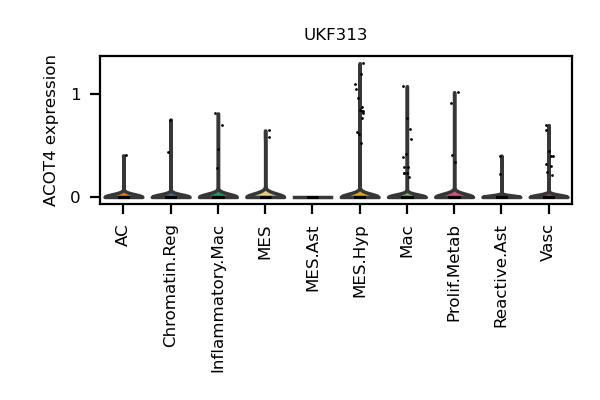 UKF313
ACOT4 expression
1
0
AC
Chromatin.Reg
Inflammatory.Mac
MES
MES.Ast
MES.Hyp
Mac
Prolif.Metab
Reactive.Ast
Vasc